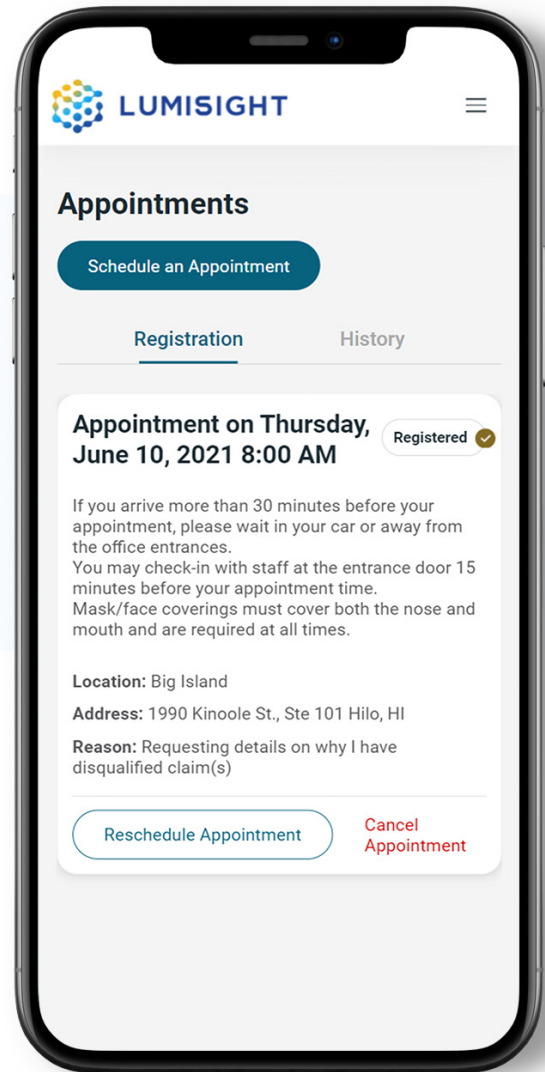 LUMISIGHT
Appointments
Schedule an Appointment
Registration
History
Appointment on Thursday,
June 10, 2021 8:00 AM
Registered
If you arrive more than 30 minutes before your
appointment, please wait in your car or away from
the office entrances.
You may check-in with staff at the entrance door 15
minutes before your appointment time.
Mask/face coverings must cover both the nose and
mouth and are required at all times.
Location: Big Island
Address: 1990 Kinoole St., Ste 101 Hilo, HI
Reason: Requesting details on why I have
disqualified claim(s)
Reschedule Appointment
Cancel
Appointment